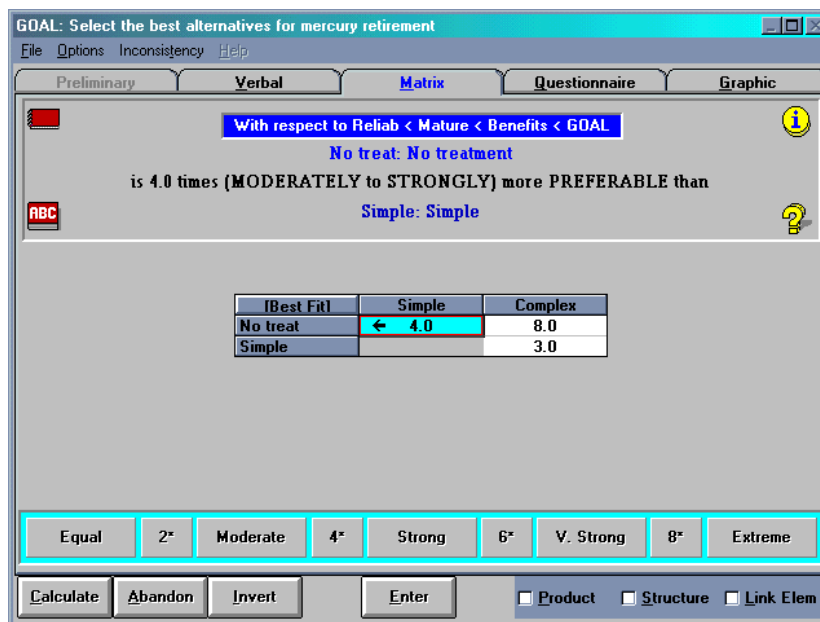 GOAL: Select the best alternatives for mercury retirement
File Options Inconsistency Help
Preliminary Verbal Matrix Questionnaire Graphic
With respect to Reliab < Mature < Benefits < GOAL
i
No treat: No treatment
is 4.0 times (MODERATELY to STRONGLY) more PREFERABLE than
ABC
Simple: Simple
?
[Best Fit] Simple Complex
No treat ← 4.0 8.0
Simple 3.0
Equal 2* Moderate 4* Strong 6* V. Strong 8* Extreme
Calculate Abandon Invert Enter Product Structure Link Elem